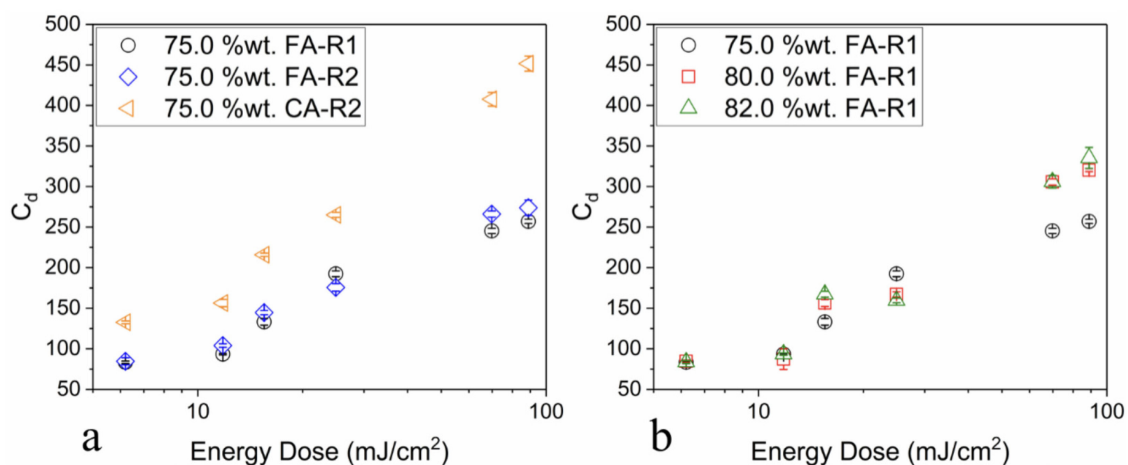 500
450
400
350
300
250
200
150
100
50
C_d
75.0 %wt. FA-R1
75.0 %wt. FA-R2
75.0 %wt. CA-R2
10
100
Energy Dose (mJ/cm²)
a
500
450
400
350
300
250
200
150
100
50
C_d
75.0 %wt. FA-R1
80.0 %wt. FA-R1
82.0 %wt. FA-R1
10
100
Energy Dose (mJ/cm²)
b